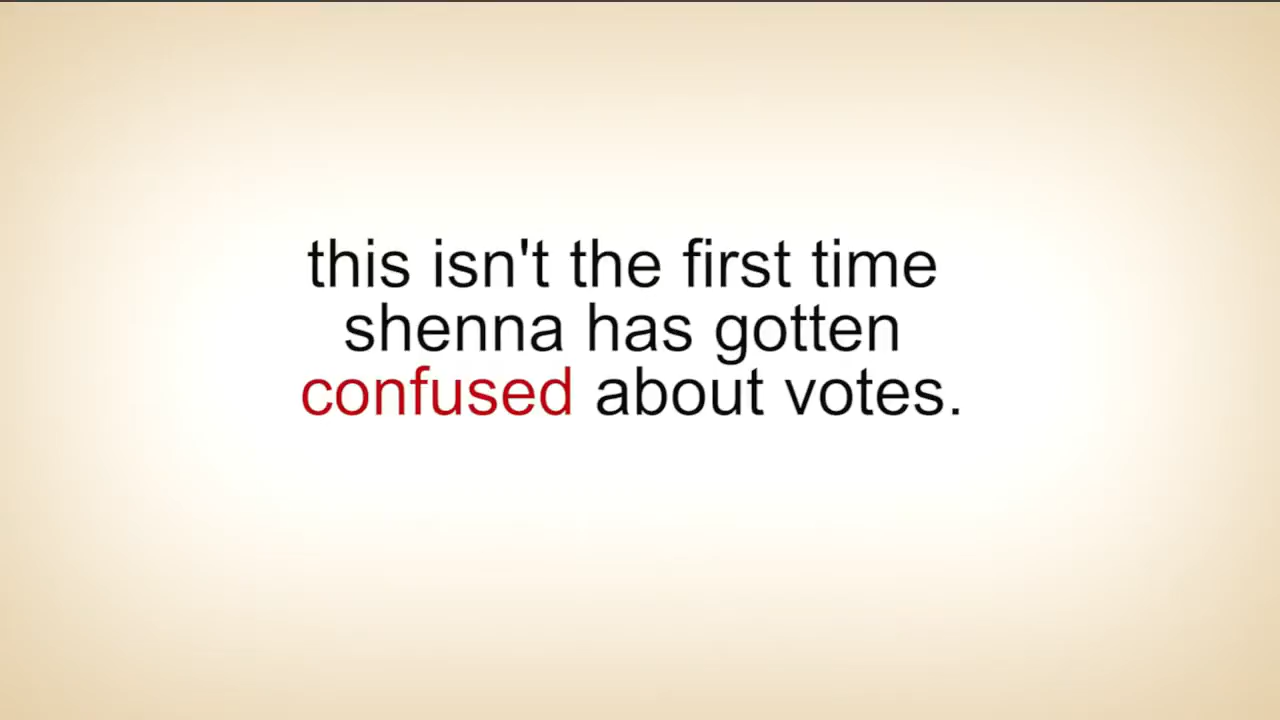 this isn't the first time
shenna has gotten
confused about votes.